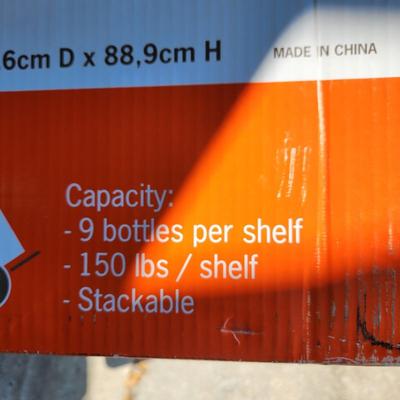 6cm D x 88,9cm H
MADE IN CHINA
Capacity:
- 9 bottles per shelf
- 150 lbs / shelf
- Stackable